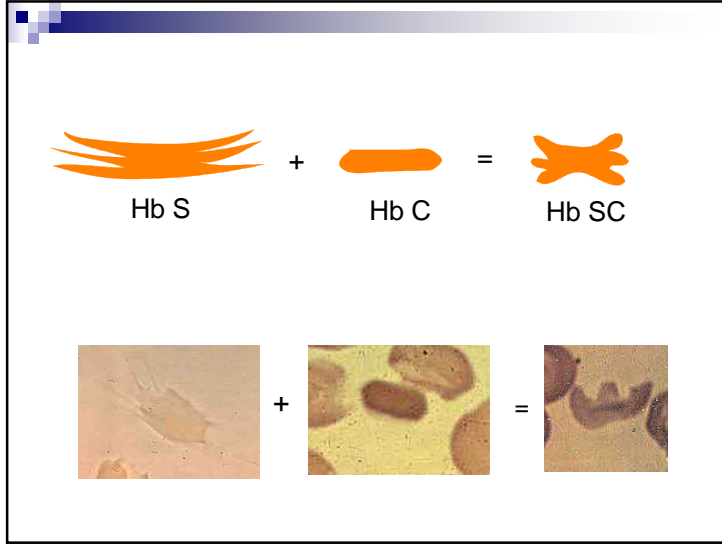 + =
Hb S Hb C Hb SC
+ =